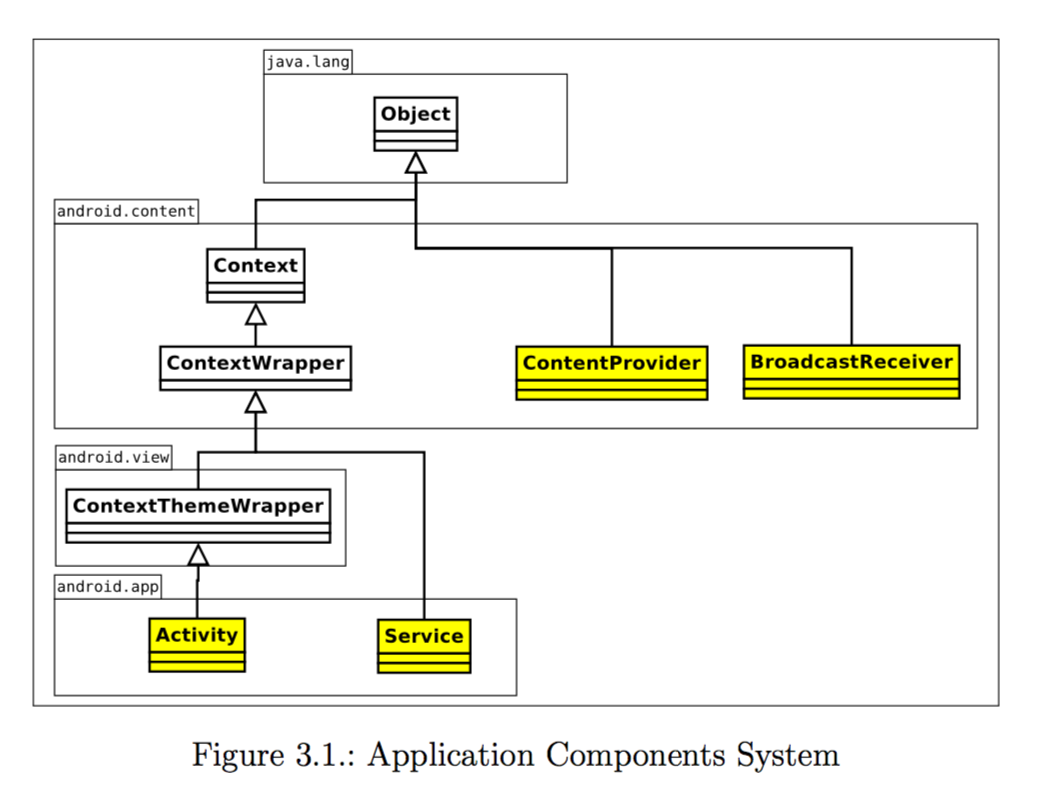 java.lang
Object
android.content
Context
ContextWrapper
ContentProvider
BroadcastReceiver
android.view
ContextThemeWrapper
android.app
Activity
Service
Figure 3.1.: Application Components System